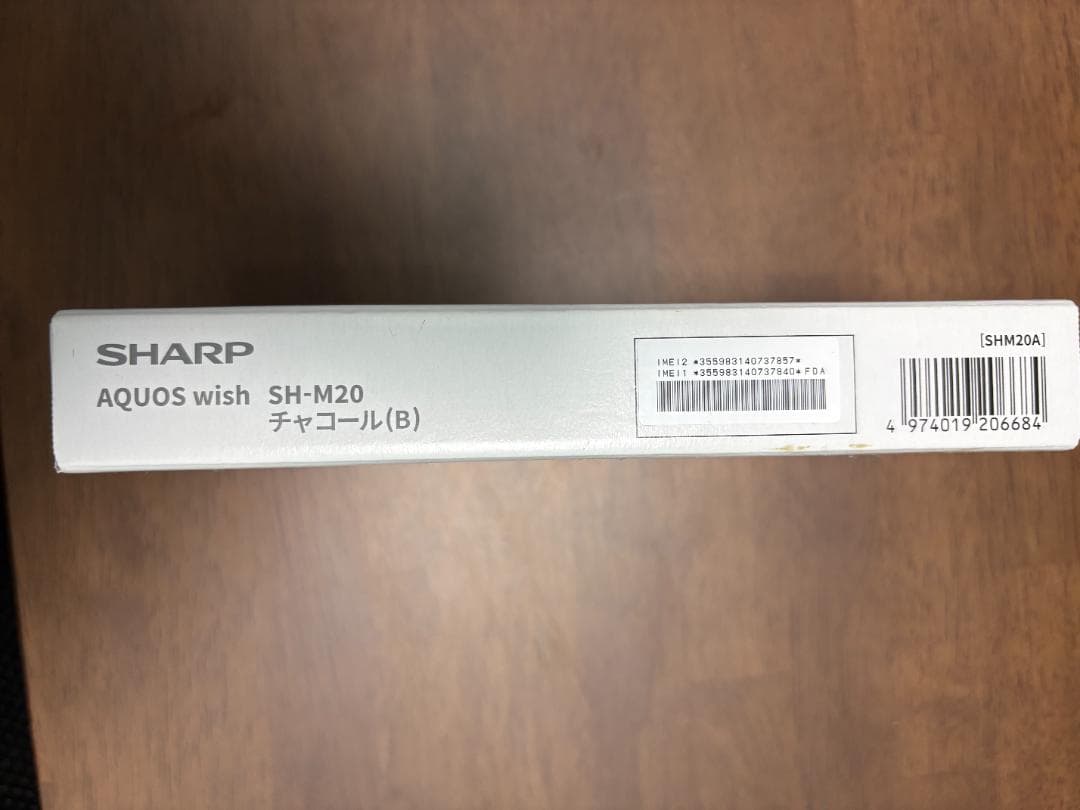 SHARP
AQUOS wish SH-M20
チャコール(B)
IMEI2 *355983140737857*
IMEI1 *355983140737840* FDA
[SHM20A]
4 974019 206684